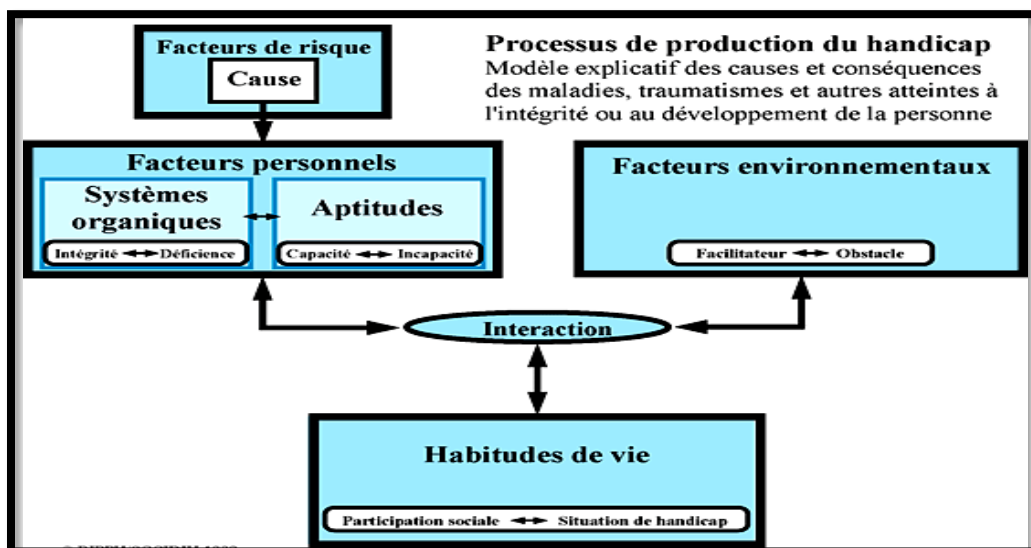 Facteurs de risque
Cause
Processus de production du handicap
Modèle explicatif des causes et conséquences
des maladies, traumatismes et autres atteintes à
l'intégrité ou au développement de la personne
Facteurs personnels
Systèmes
organiques
Intégrité Déficience
Aptitudes
Capacité Incapacité
Facteurs environnementaux
Facilitateur Obstacle
Interaction
Habitudes de vie
Participation sociale Situation de handicap